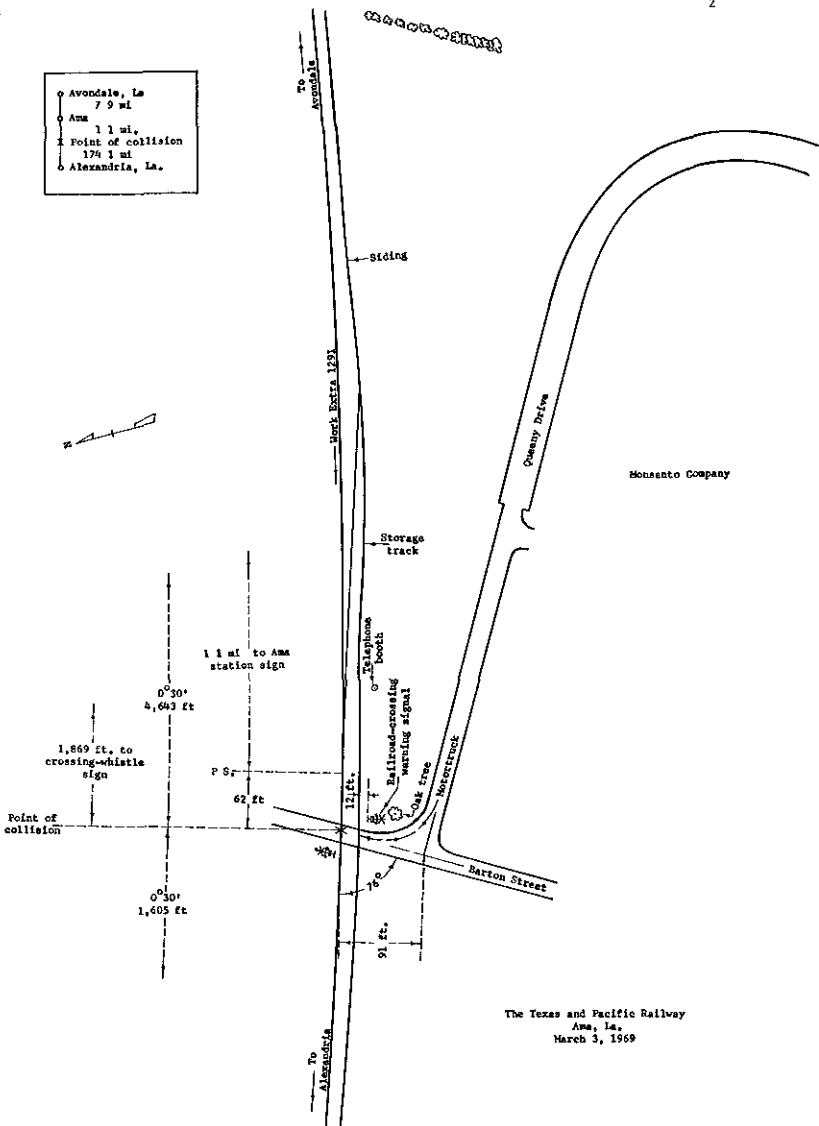 2
To
Avondale
Avondale, La
7 9 mi
Ama
1 1 mi.
Point of collision
174 1 mi
Alexandria, La.
Siding
Work Extra 1291
N
Queeny Drive
Monsanto Company
Storage
track
1 1 mi to Ama
station sign
Telephone
booth
0°30'
4,643 ft
Railroad-crossing
warning signal
1,869 ft. to
crossing-whistle
sign
P S.
62 ft
12 ft.
Oak tree
Motortruck
Point of
collision
76°
Barton Street
0°30'
1,605 ft
91 ft.
The Texas and Pacific Railway
Ama, La.
March 3, 1969
To
Alexandria